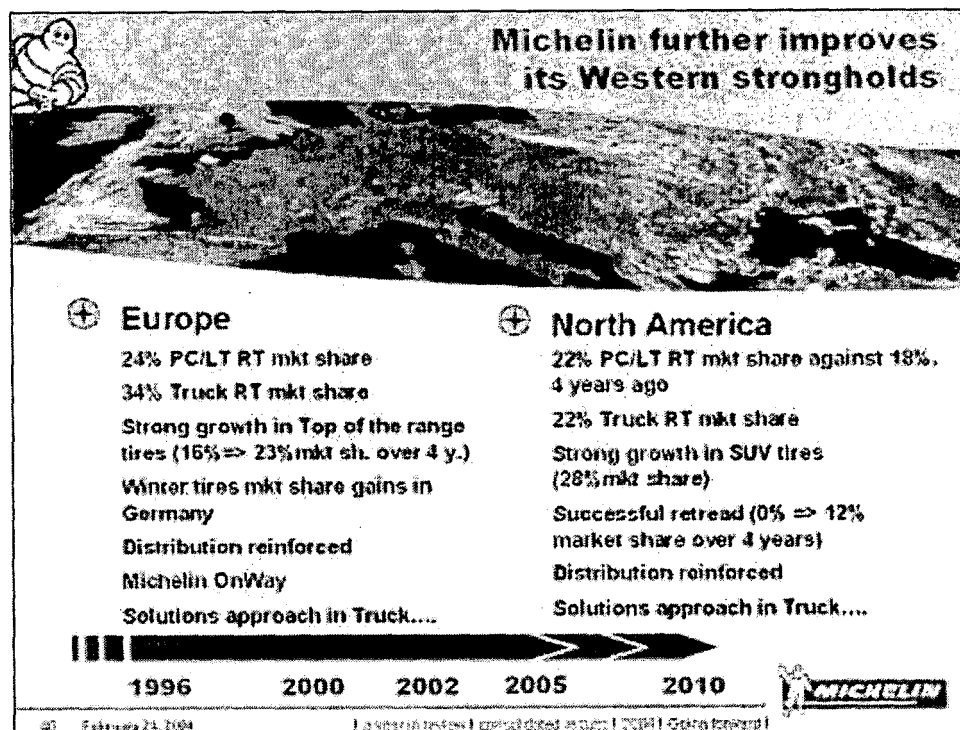 Michelin further improves
its Western strongholds
Europe
24% PC/LT RT mkt share
34% Truck RT mkt share
Strong growth in Top of the range
tires (16%=> 23%mkt sh. over 4 y.)
Winter tires mkt share gains in
Germany
Distribution reinforced
Michelin OnWay
Solutions approach in Truck....
North America
22% PC/LT RT mkt share against 18%,
4 years ago
22% Truck RT mkt share
Strong growth in SUV tires
(28%mkt share)
Successful retread (0% => 12%
market share over 4 years)
Distribution reinforced
Solutions approach in Truck....
1996 2000 2002 2005 2010
MICHELIN
February 2004